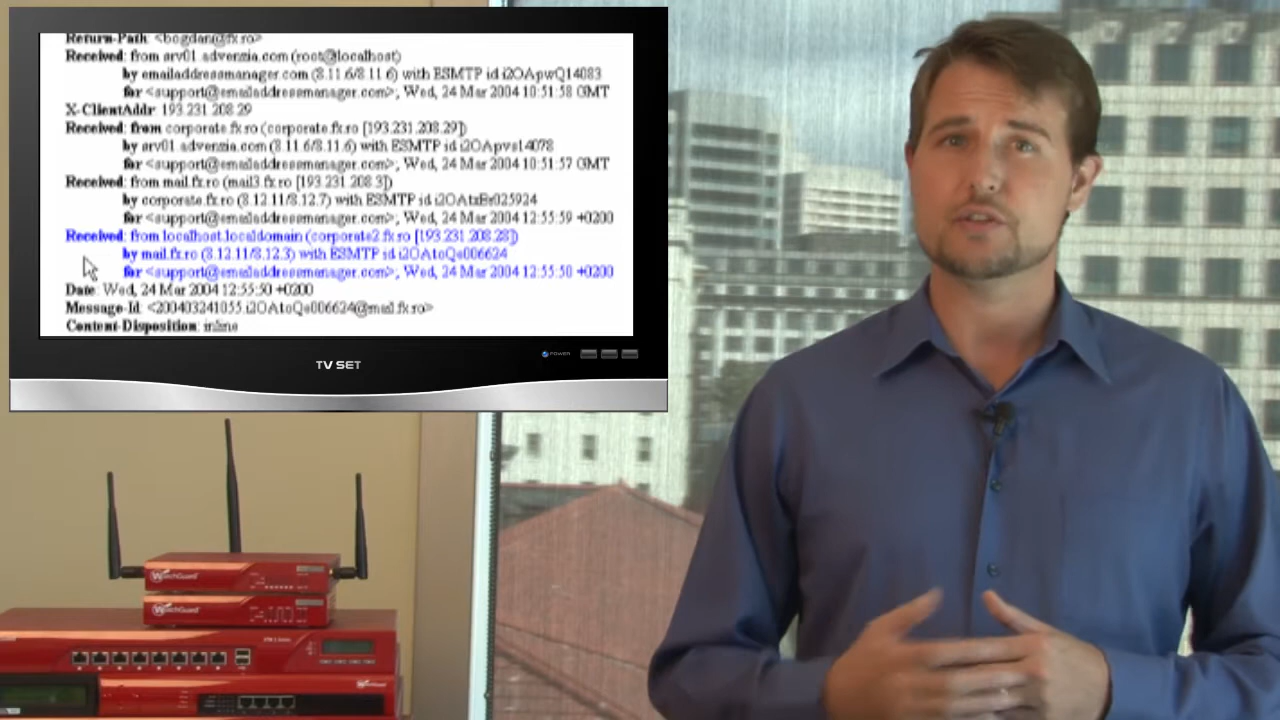 Return-Path: <bogdan@fx.ro>
Received: from srv01.advenzia.com (root@localhost)
by emailaddressmanager.com (8.11.6/8.11.6) with ESMTP id i2OApwQ14083
for <support@emailaddressmanager.com>; Wed, 24 Mar 2004 10:51:58 GMT
X-ClientAddr: 193.231.208.29
Received: from corporate.fx.ro (corporate.fx.ro [193.231.208.29])
by srv01.advenzia.com (8.11.6/8.11.6) with ESMTP id i2OApvs14078
for <support@emailaddressmanager.com>; Wed, 24 Mar 2004 10:51:57 GMT
Received: from mail.fx.ro (mail3.fx.ro [193.231.208.3])
by corporate.fx.ro (8.12.11/8.12.7) with ESMTP id
for <support@emailaddressmanager.com>; Wed, 24 Mar 2004 12:55:59 +0200
Received: from localhost.localdomain (corporate2.fx.ro [193.231.208.28])
by mail.fx.ro (8.12.11/8.12.3) with ESMTP id
for <support@emailaddressmanager.com>; Wed, 24 Mar 2004 12:55:50 +0200
Date: Wed, 24 Mar 2004 12:55:50 +0200
Message-Id:
Content-Disposition: inline
POWER
TV SET
WatchGuard
WatchGuard
WatchGuard